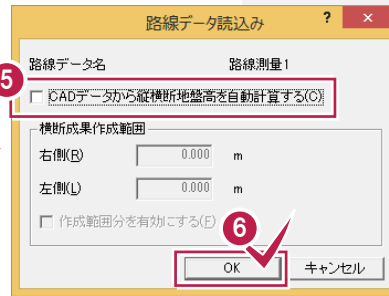 路線データ読込み ? ×
路線データ名 路線測量1
5
CADデータから縦横断地盤高を自動計算する(C)
横断成果作成範囲
右側(R) 0.000 m
左側(L) 0.000 m
作成範囲分を有効にする(F)
6
OK キャンセル